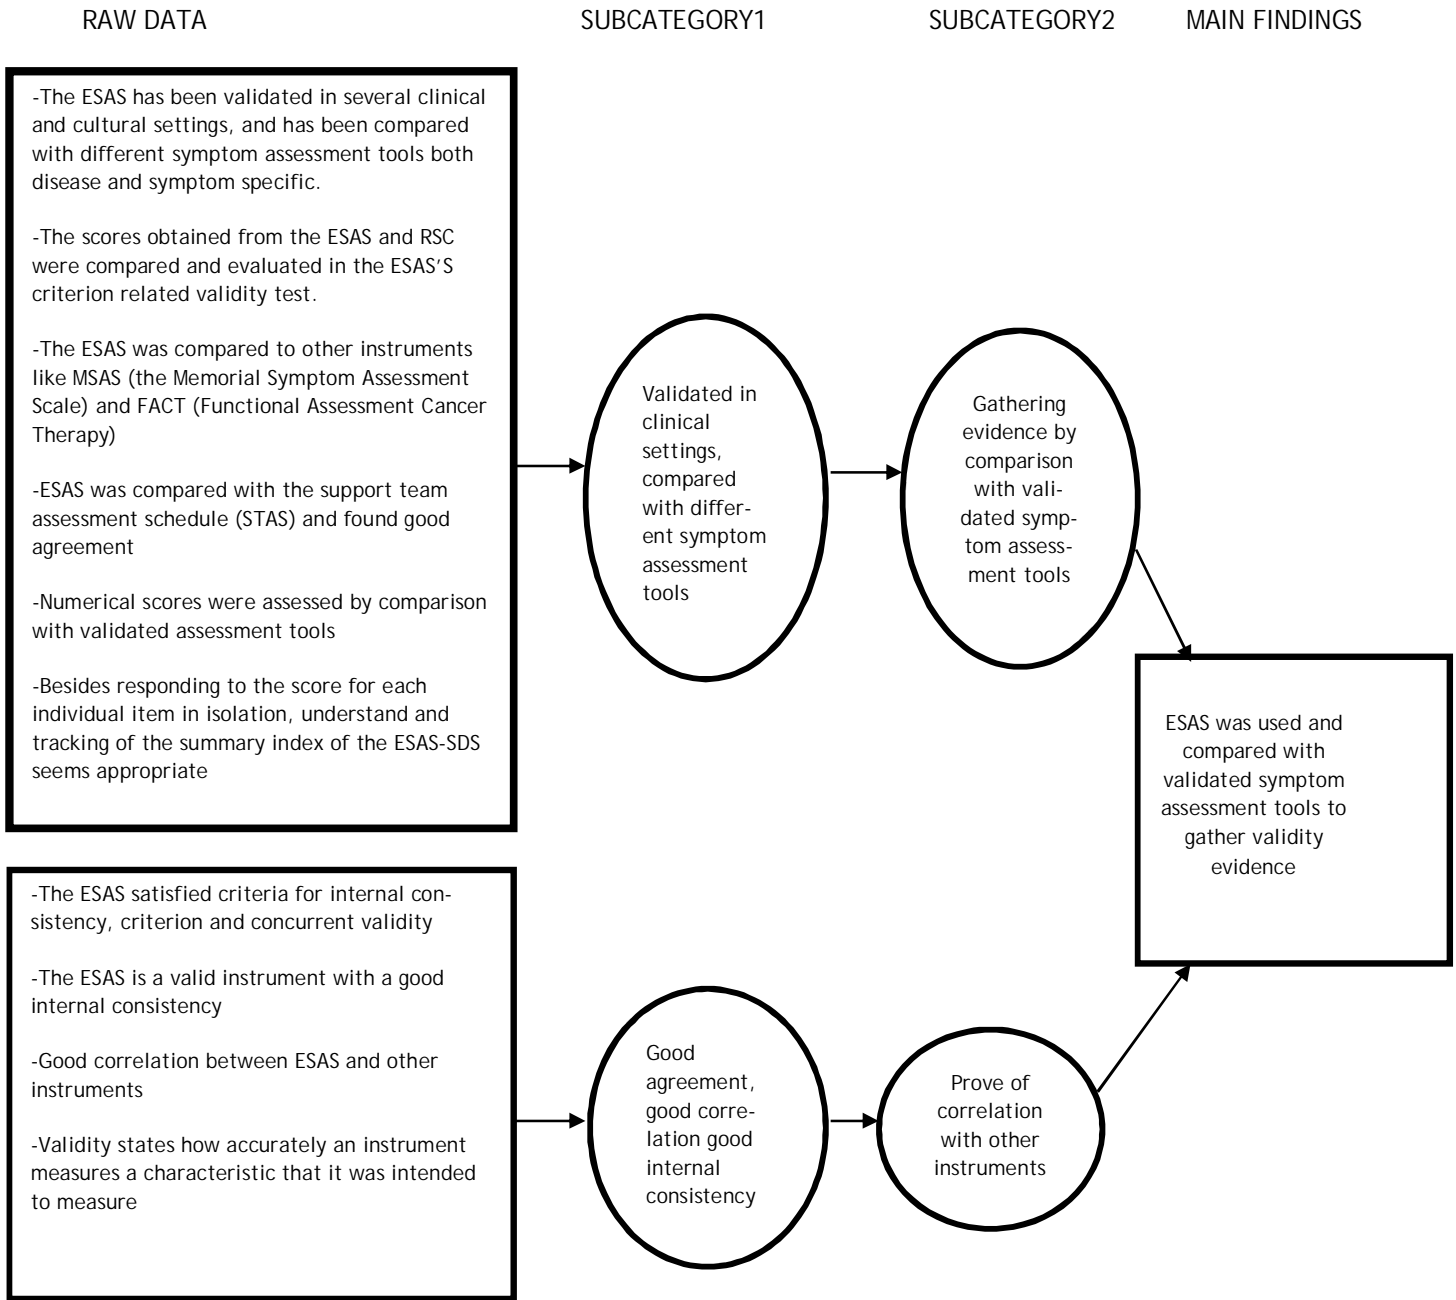 RAW DATA SUBCATEGORY1 SUBCATEGORY2 MAIN FINDINGS
-The ESAS has been validated in several clinical
and cultural settings, and has been compared
with different symptom assessment tools both
disease and symptom specific.
-The scores obtained from the ESAS and RSC
were compared and evaluated in the ESAS’S
criterion related validity test.
-The ESAS was compared to other instruments
like MSAS (the Memorial Symptom Assessment
Scale) and FACT (Functional Assessment Cancer
Therapy)
-ESAS was compared with the support team
assessment schedule (STAS) and found good
agreement
-Numerical scores were assessed by comparison
with validated assessment tools
-Besides responding to the score for each
individual item in isolation, understand and
tracking of the summary index of the ESAS-SDS
seems appropriate
Validated in
clinical
settings,
compared
with differ-
ent symptom
assessment
tools
Gathering
evidence by
comparison
with vali-
dated symp-
tom assess-
ment tools
ESAS was used and
compared with
validated symptom
assessment tools to
gather validity
evidence
-The ESAS satisfied criteria for internal con-
sistency, criterion and concurrent validity
-The ESAS is a valid instrument with a good
internal consistency
-Good correlation between ESAS and other
instruments
-Validity states how accurately an instrument
measures a characteristic that it was intended
to measure
Good
agreement,
good corre-
lation good
internal
consistency
Prove of
correlation
with other
instruments